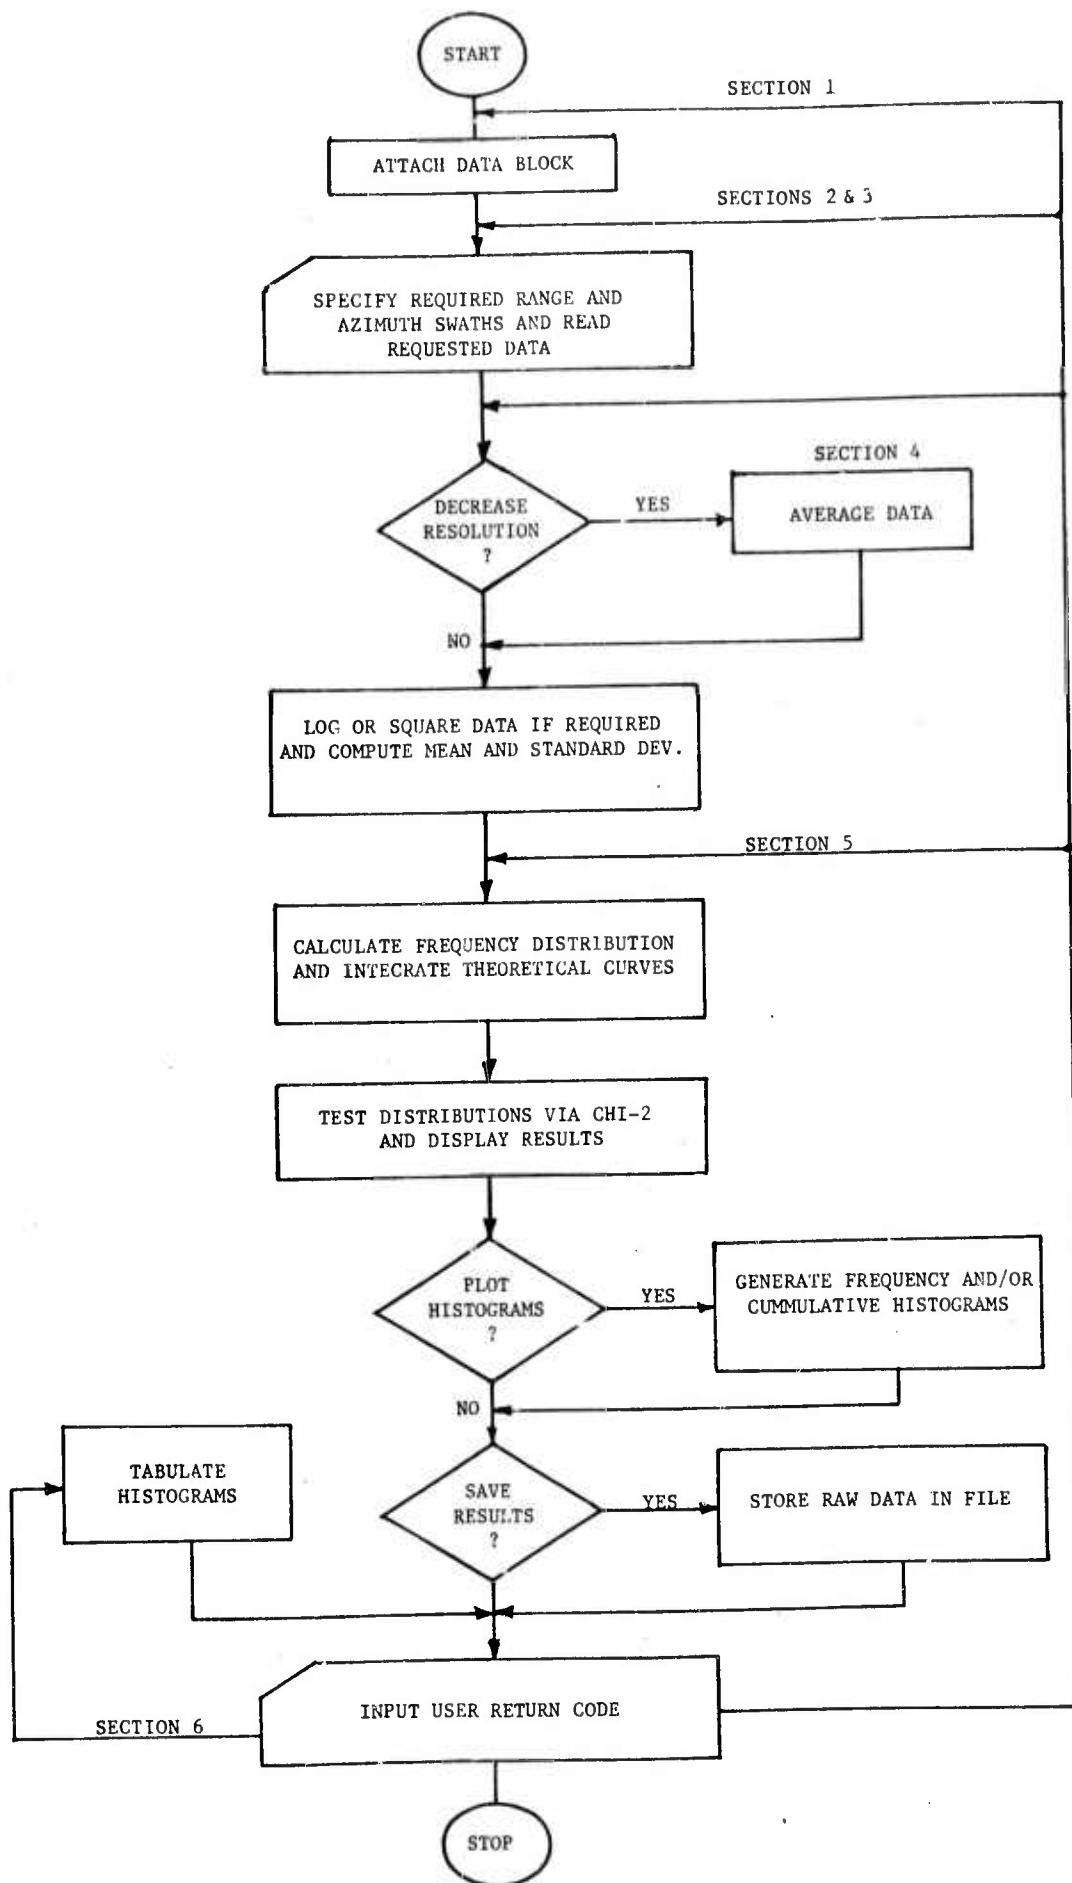 START
SECTION 1
ATTACH DATA BLOCK
SECTIONS 2 & 3
SPECIFY REQUIRED RANGE AND
AZIMUTH SWATHS AND READ
REQUESTED DATA
SECTION 4
DECREASE
RESOLUTION
?
YES
AVERAGE DATA
NO
LOG OR SQUARE DATA IF REQUIRED
AND COMPUTE MEAN AND STANDARD DEV.
SECTION 5
CALCULATE FREQUENCY DISTRIBUTION
AND INTECRATE THEORETICAL CURVES
TEST DISTRIBUTIONS VIA CHI-2
AND DISPLAY RESULTS
PLOT
HISTOGRAMS
?
YES
GENERATE FREQUENCY AND/OR
CUMMULATIVE HISTOGRAMS
NO
TABULATE
HISTOGRAMS
SAVE
RESULTS
?
YES
STORE RAW DATA IN FILE
INPUT USER RETURN CODE
SECTION 6
STOP